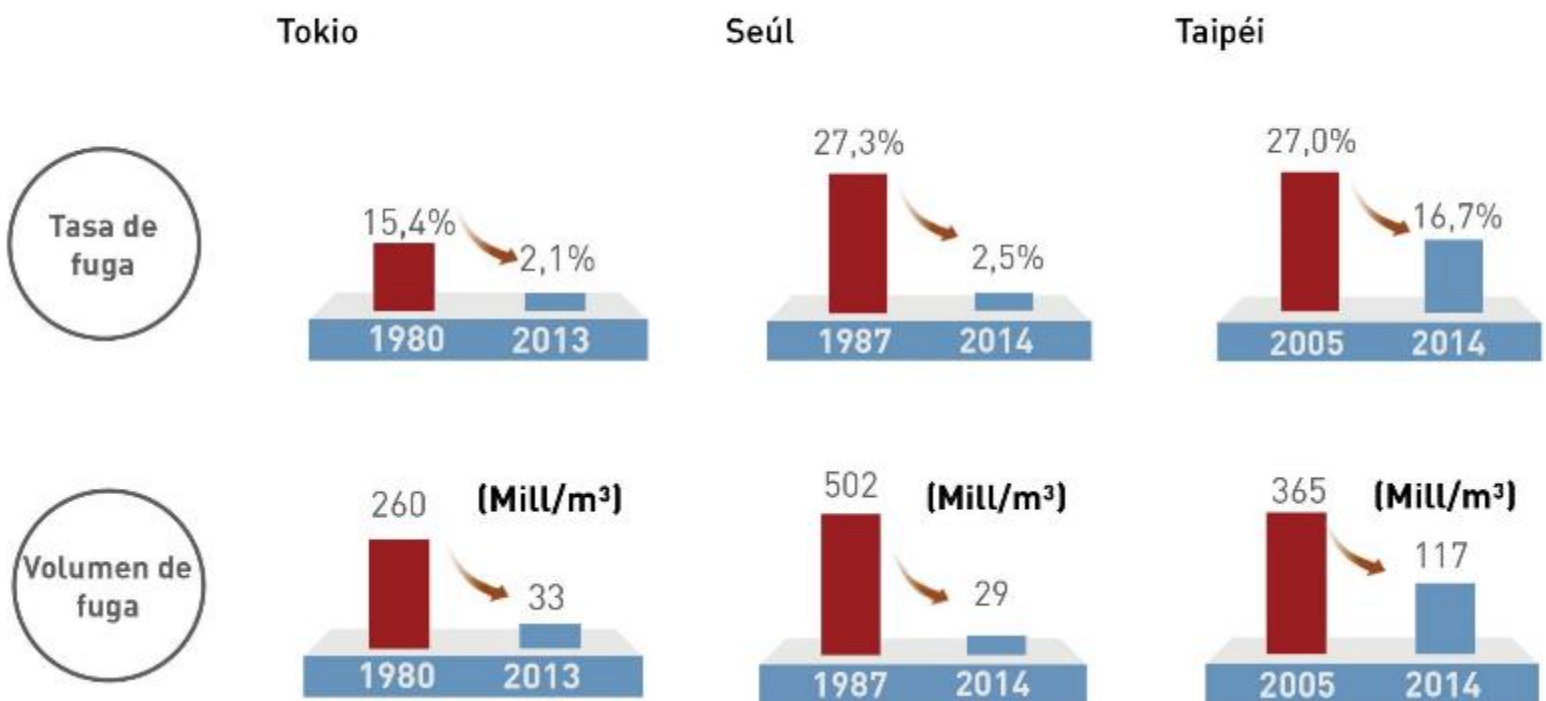 Tokio
Seúl
Taipéi
Tasa de
fuga
15,4%
2,1%
1980
2013
27,3%
2,5%
1987
2014
27,0%
16,7%
2005
2014
Volumen de
fuga
260
(Mill/m³)
33
1980
2013
502
(Mill/m³)
29
1987
2014
365
(Mill/m³)
117
2005
2014